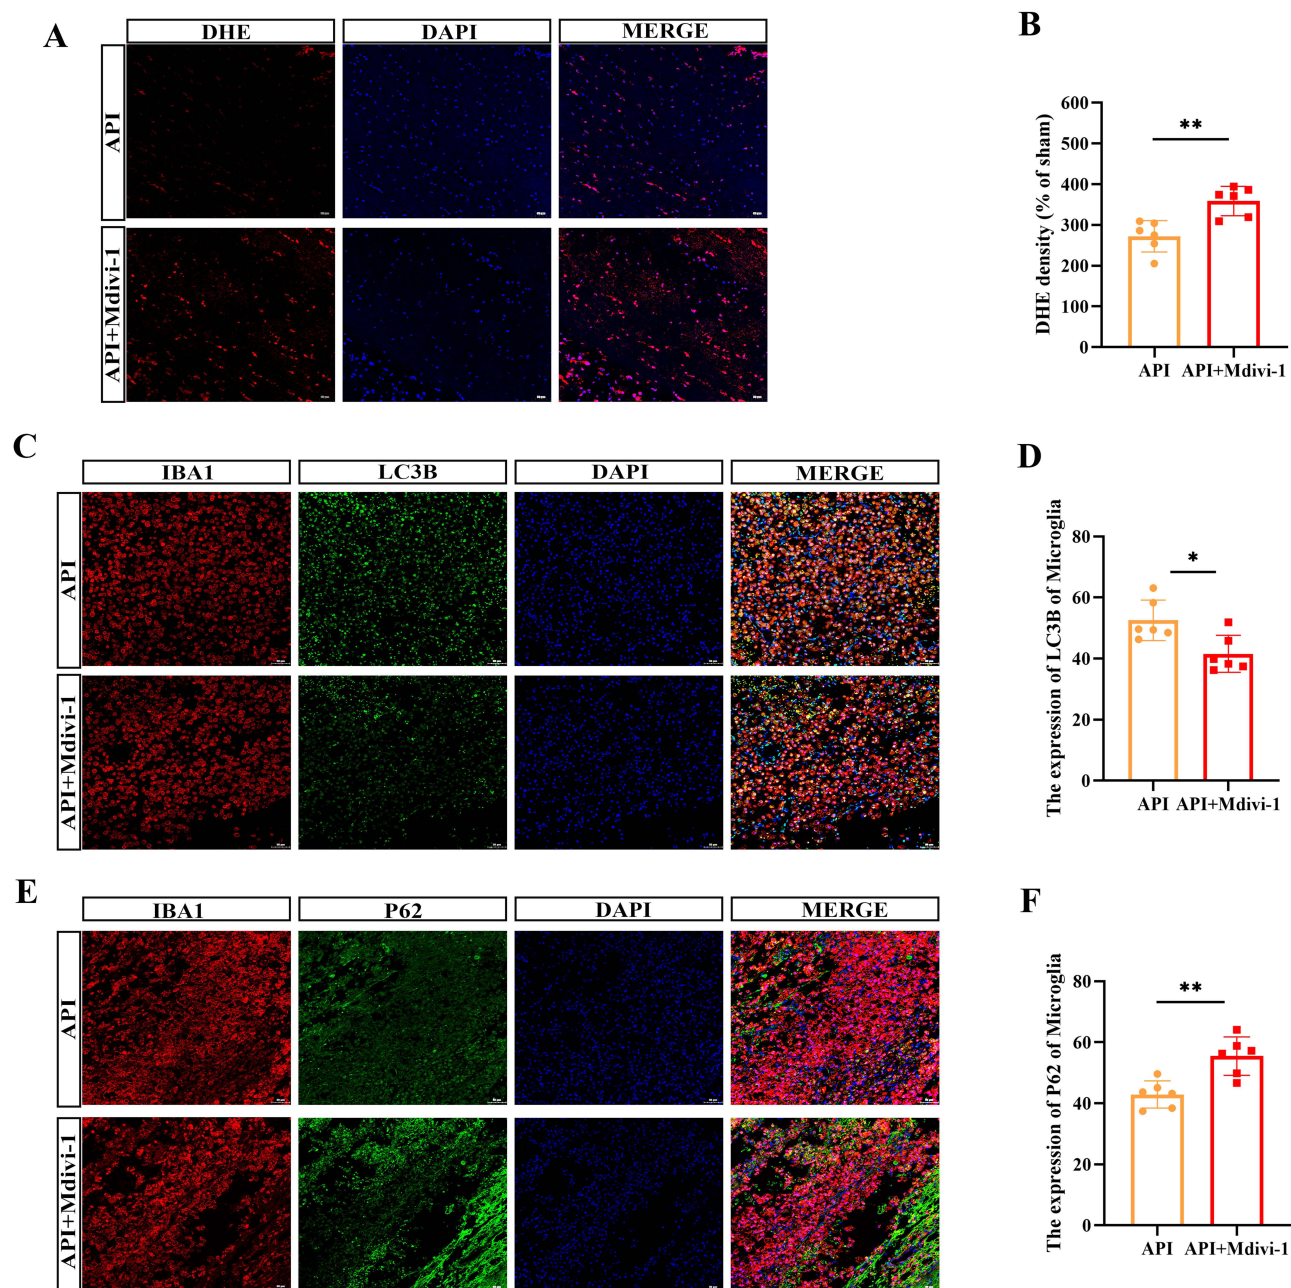 A
DHE DAPI MERGE
API
API+Mdivi-1
B
DHE density (% of sham)
600
500
400
300
200
100
0
**
API API+Mdivi-1
C
IBA1 LC3B DAPI MERGE
API
API+Mdivi-1
D
The expression of LC3B of Microglia
80
60
40
20
0
*
API API+Mdivi-1
E
IBA1 P62 DAPI MERGE
API
API+Mdivi-1
F
The expression of P62 of Microglia
80
60
40
20
0
**
API API+Mdivi-1